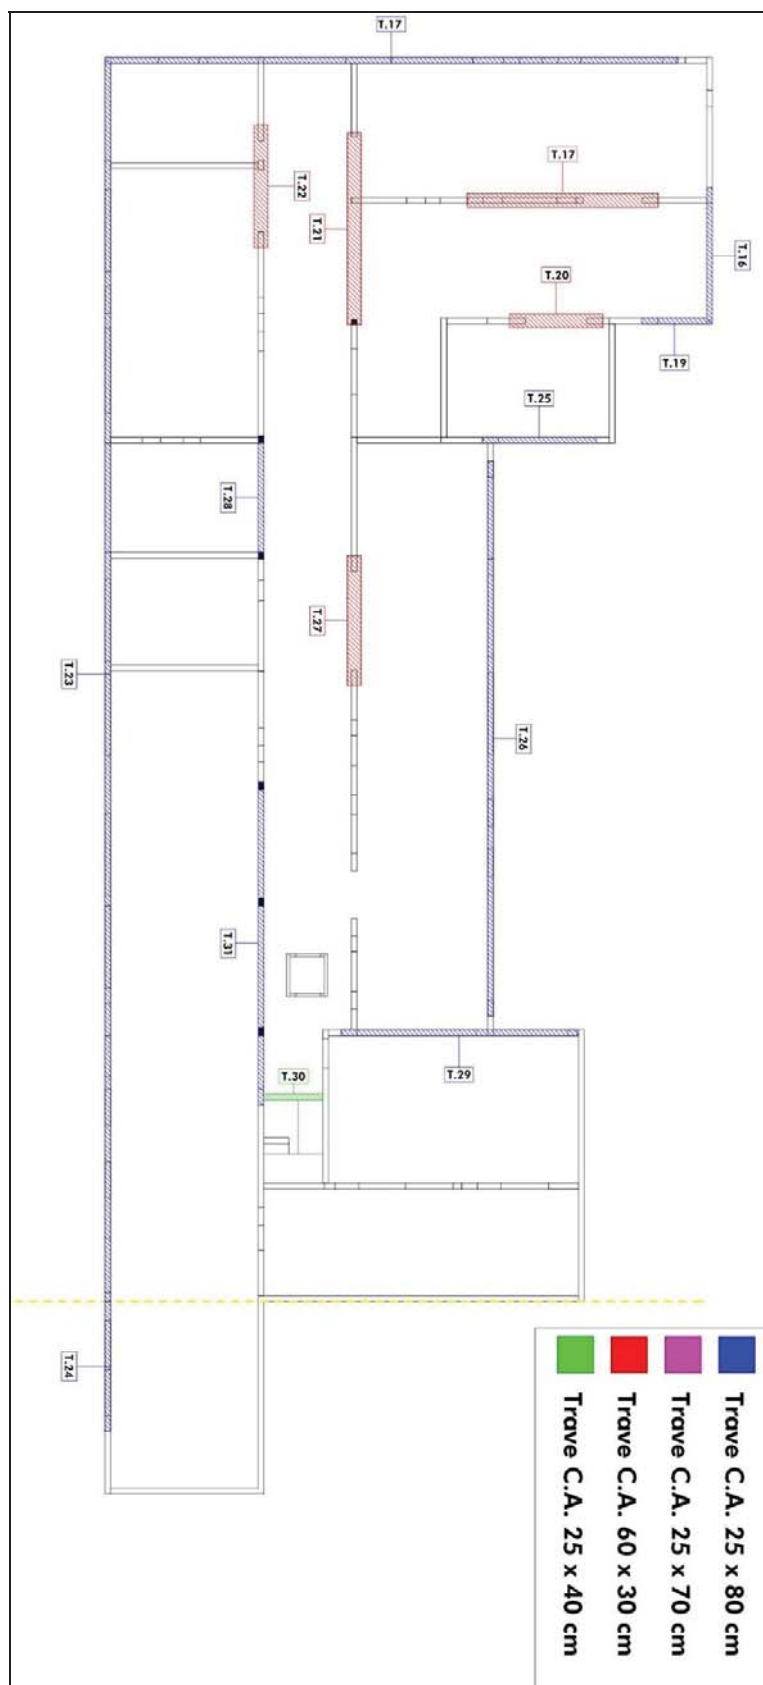 T.17
T.17
T.22
T.21
T.16
T.20
T.19
T.25
T.28
T.27
T.23
T.26
T.31
T.30
T.29
T.24
Trave C.A. 25 x 80 cm
Trave C.A. 25 x 70 cm
Trave C.A. 60 x 30 cm
Trave C.A. 25 x 40 cm